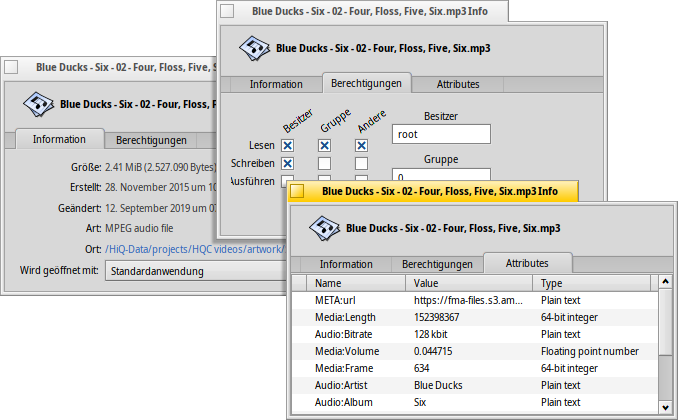 Blue Ducks - Six - 02 - Four, Floss, Five, Six.mp3 Info
Blue Ducks - Six - 02 - Four, Floss, Five, Six.mp3
Information Berechtigungen Attributes
Besitzer Gruppe Andere
Lesen
Schreiben
Ausführen
Besitzer
root
Gruppe
0
Blue Ducks - Six - 02 - Four, Floss, Five, S
Blue Ducks - Six - 02 - Four, Floss, F
Information Berechtigungen
Größe: 2.41 MiB (2.527.090 Bytes)
Erstellt: 28. November 2015 um 10
Geändert: 12. September 2019 um 07
Art: MPEG audio file
Ort: /HiQ-Data/projects/HQC videos/artwork/
Wird geöffnet mit: Standardanwendung
Blue Ducks - Six - 02 - Four, Floss, Five, Six.mp3 Info
Blue Ducks - Six - 02 - Four, Floss, Five, Six.mp3
Information Berechtigungen Attributes
Name Value Type
META:url https://fma-files.s3.am... Plain text
Media:Length 152398367 64-bit integer
Audio:Bitrate 128 kbit Plain text
Media:Volume 0.044715 Floating point number
Media:Frame 634 64-bit integer
Audio:Artist Blue Ducks Plain text
Audio:Album Six Plain text